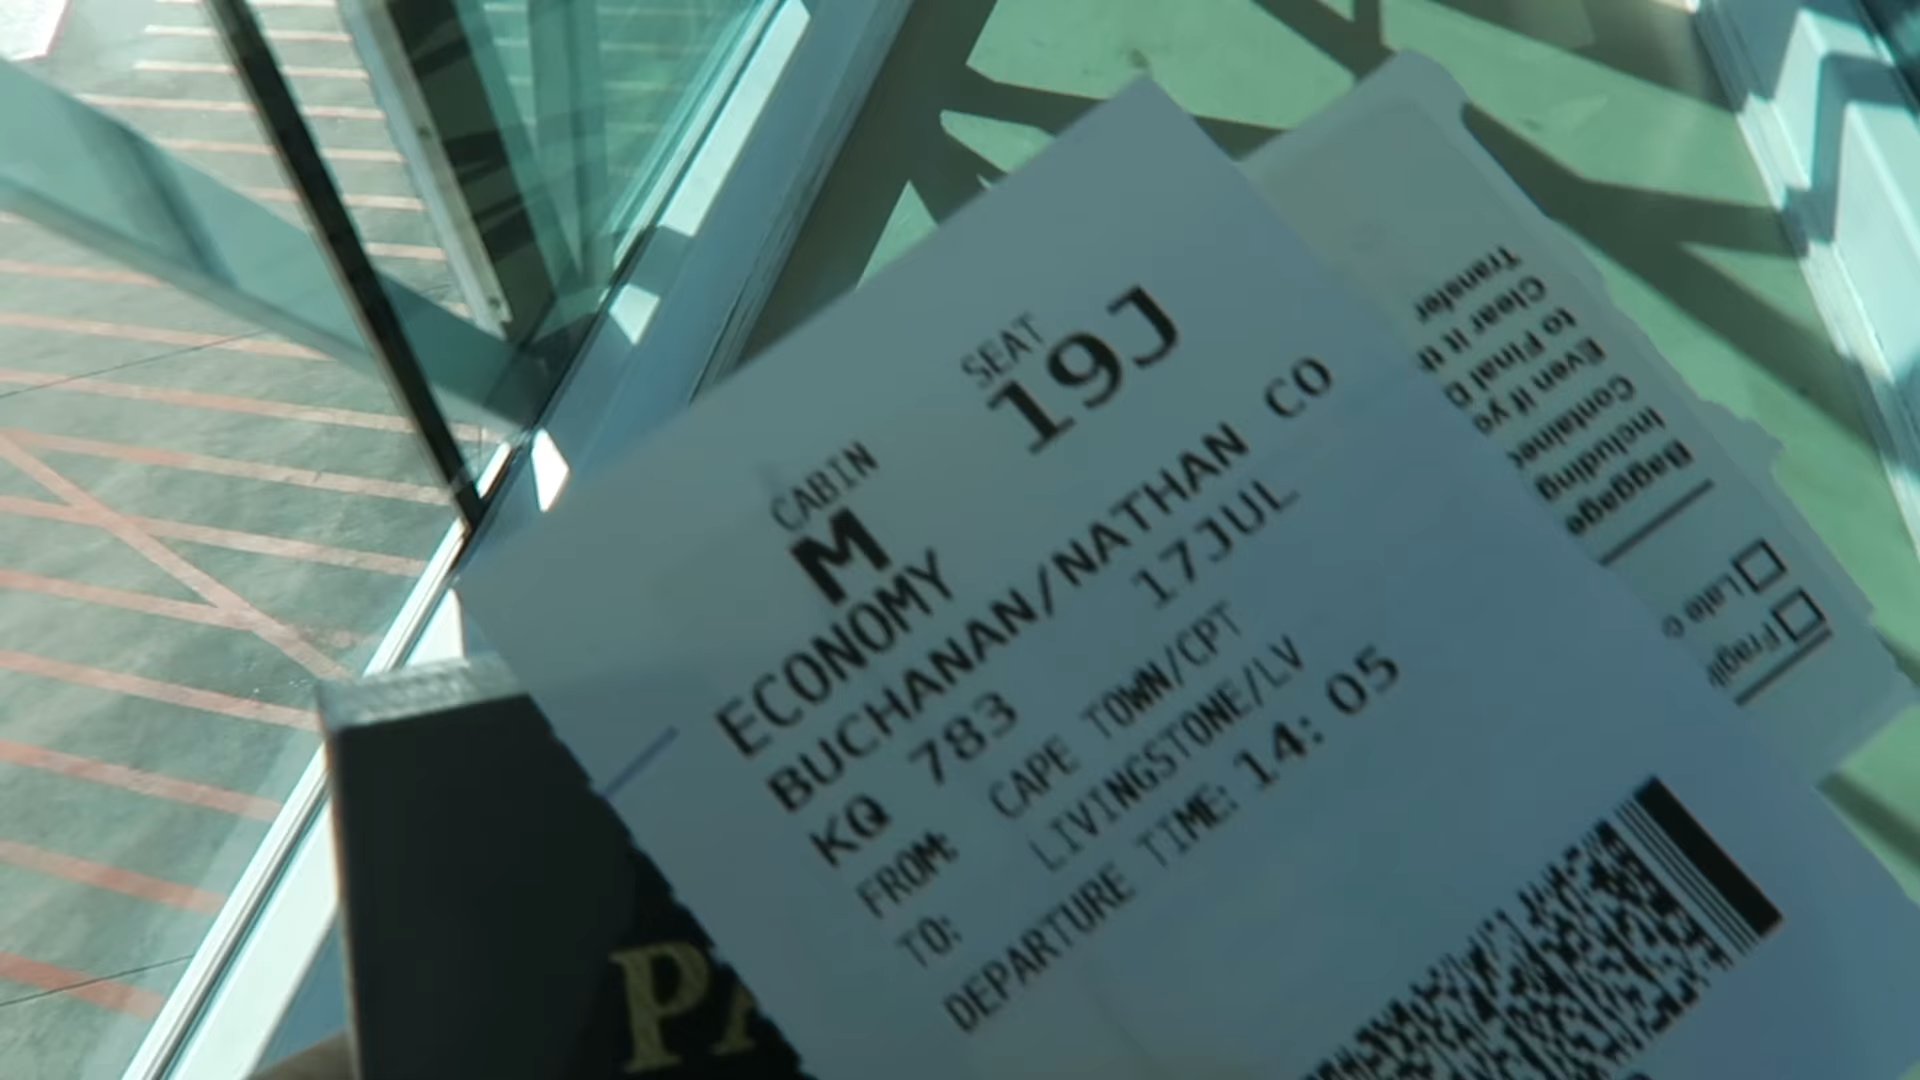 SEAT
19J
CABIN
M
ECONOMY
BUCHANAN/NATHAN CO
KQ 783 17JUL
FROM: CAPE TOWN/CPT
TO: LIVINGSTONE/LV
DEPARTURE TIME: 14:05
PA
Fragil
Late c
Baggage
Including
Containe
Even if yo
to Final D
Clear it th
Transfer